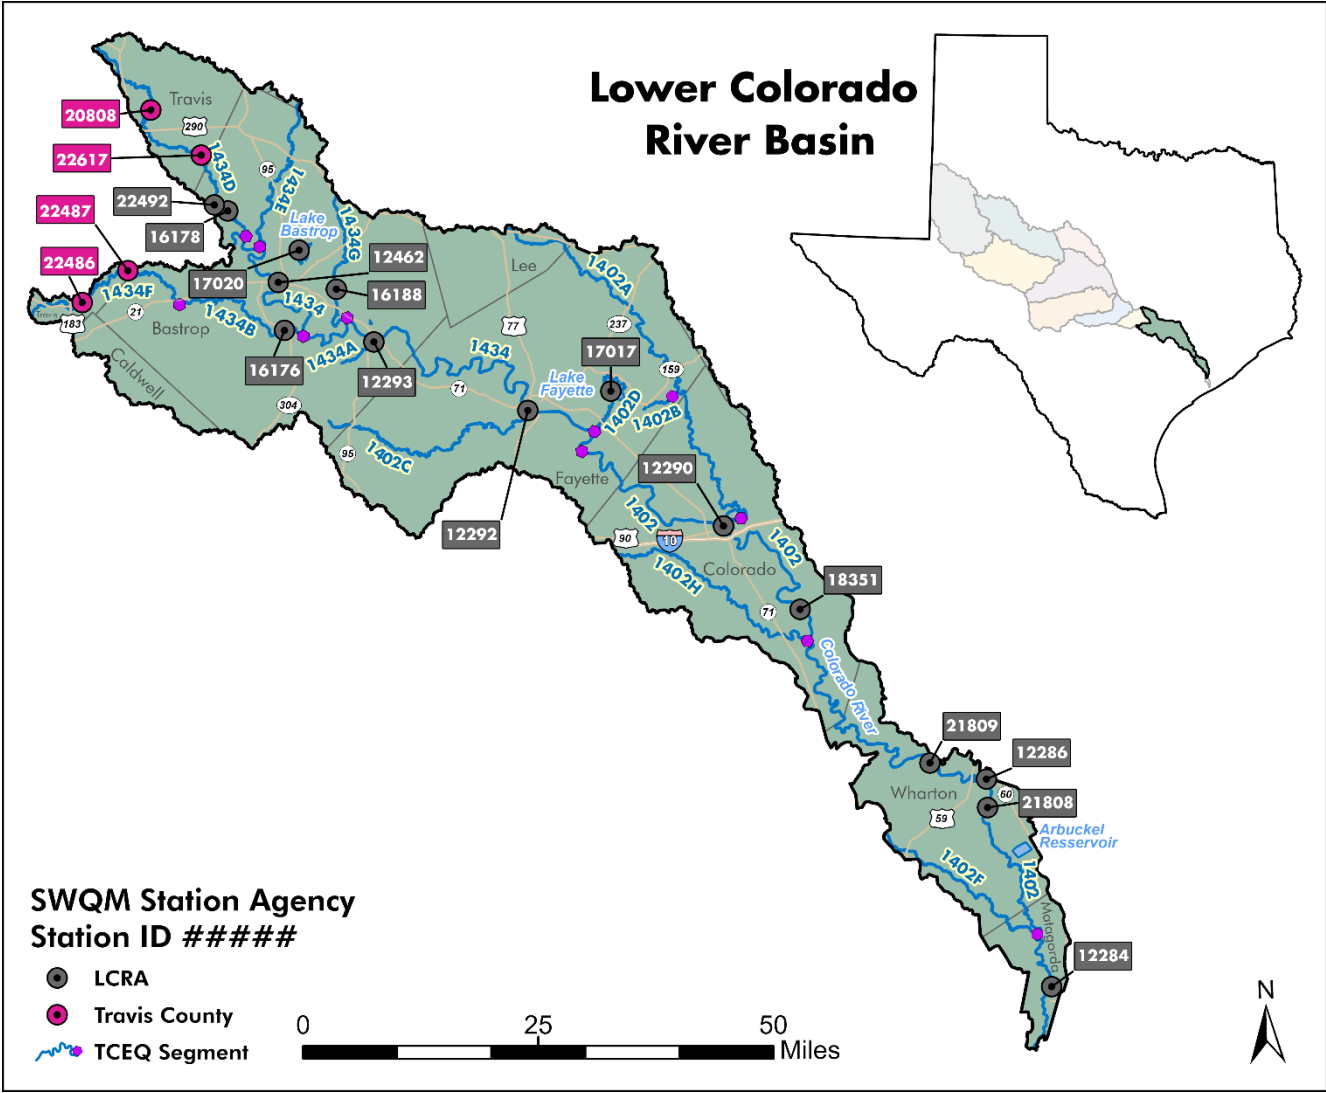 Lower Colorado
River Basin
Travis
20808
290
22617
1434D
95
1434E
22492
22487
Lake
Bastrop
1434G
16178
12462
22486
17020
16188
Lee
1402A
1434F
1434
Travis
183
21
Bastrop
1434B
77
237
1434A
1434
17017
16176
12293
Caldwell
159
Lake
Fayette
71
304
1402D
1402B
95
1402C
12290
Fayette
12292
1402
90
10
1402
Colorado
1402H
18351
71
Colorado River
21809
12286
Wharton
60
21808
59
Arbuckel
Resservoir
1402F
1402
Matagorda
12284
SWQM Station Agency
Station ID #####
LCRA
Travis County
TCEQ Segment
0 25 50
Miles
N